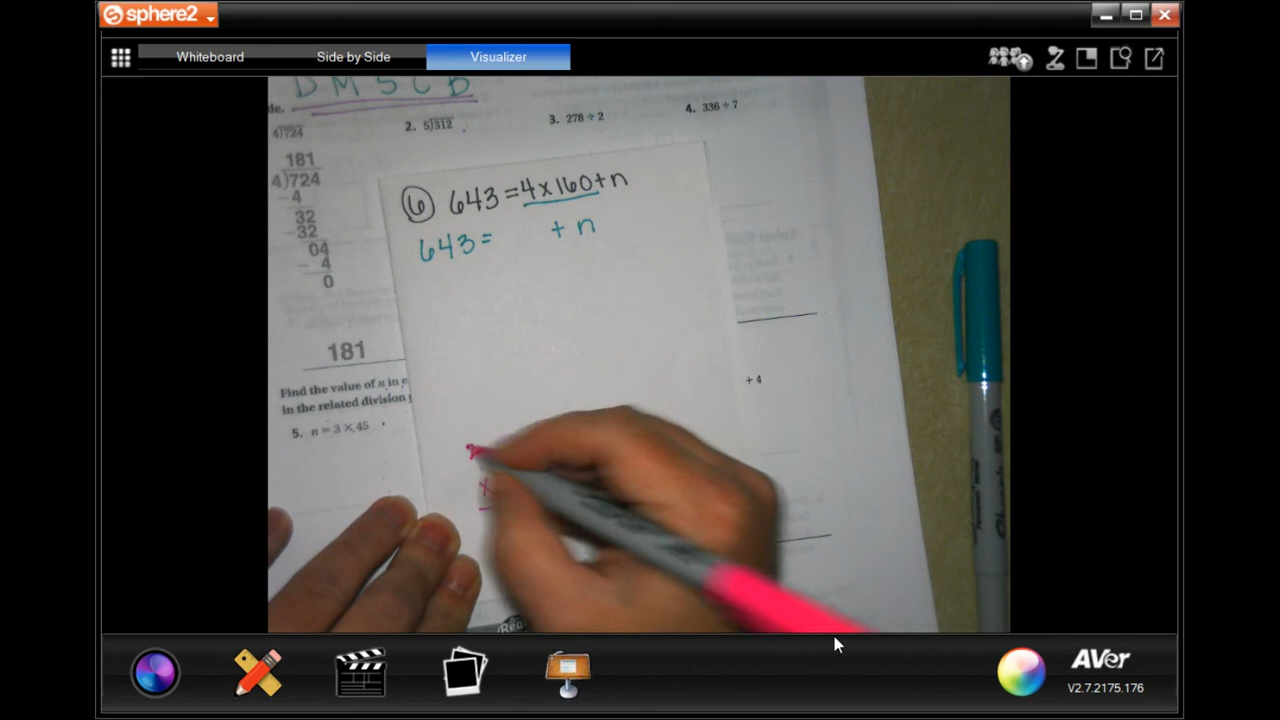 sphere2
Whiteboard Side by Side Visualizer
D M S C B
de.
4)724
2. 5)312
3. 278 ÷ 2
4. 336 ÷ 7
181
4)724
-4
32
-32
04
- 4
0
6 643 = 4 x 160 + n
643 = + n
181
Find the value of n in e
in the related division
5. n = 3 × 45
+ 4
x
AVer
V2.7.2175.176